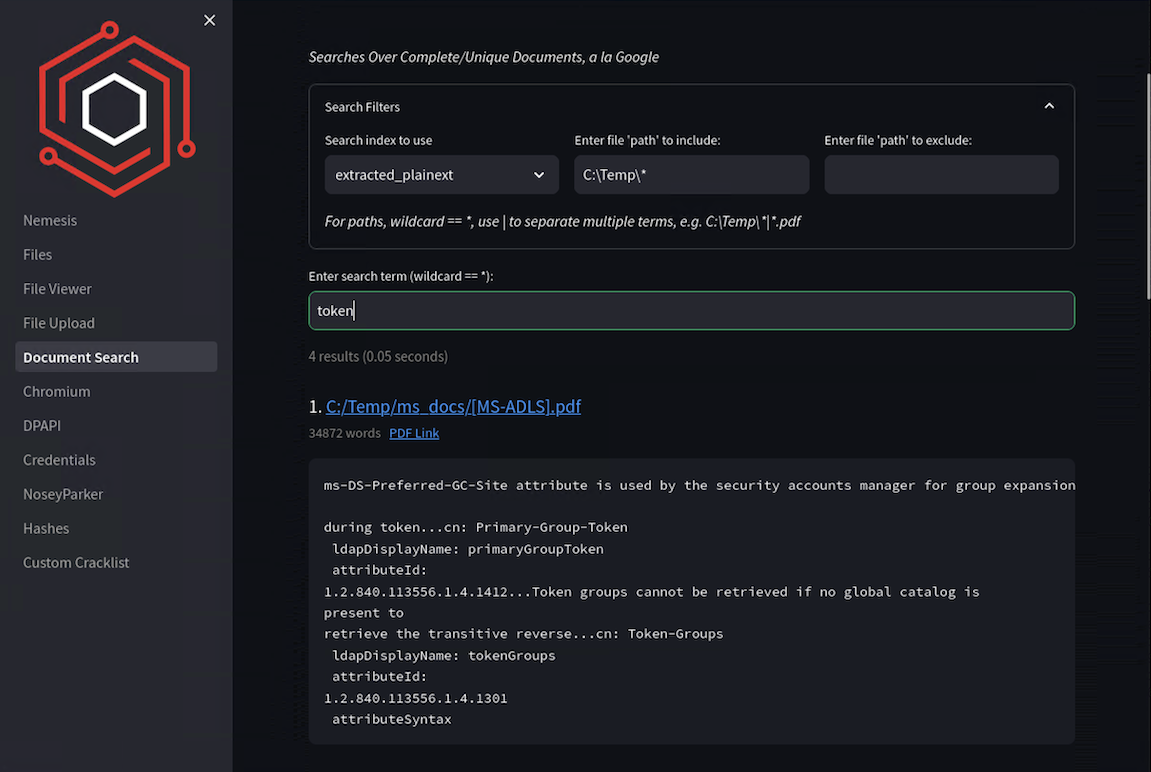 Nemesis
Files
File Viewer
File Upload
Document Search
Chromium
DPAPI
Credentials
NoseyParker
Hashes
Custom Cracklist
Searches Over Complete/Unique Documents, a la Google
Search Filters
Search index to use
Enter file 'path' to include:
Enter file 'path' to exclude:
extracted_plainext
C:\Temp\*
For paths, wildcard == *, use | to separate multiple terms, e.g. C:\Temp\*|*.pdf
Enter search term (wildcard == *):
token
4 results (0.05 seconds)
1. C:/Temp/ms_docs/[MS-ADLS].pdf
34872 words PDF Link
ms-DS-Preferred-GC-Site attribute is used by the security accounts manager for group expansion
during token...cn: Primary-Group-Token
ldapDisplayName: primaryGroupToken
attributeId:
1.2.840.113556.1.4.1412...Token groups cannot be retrieved if no global catalog is
present to
retrieve the transitive reverse...cn: Token-Groups
ldapDisplayName: tokenGroups
attributeId:
1.2.840.113556.1.4.1301
attributeSyntax